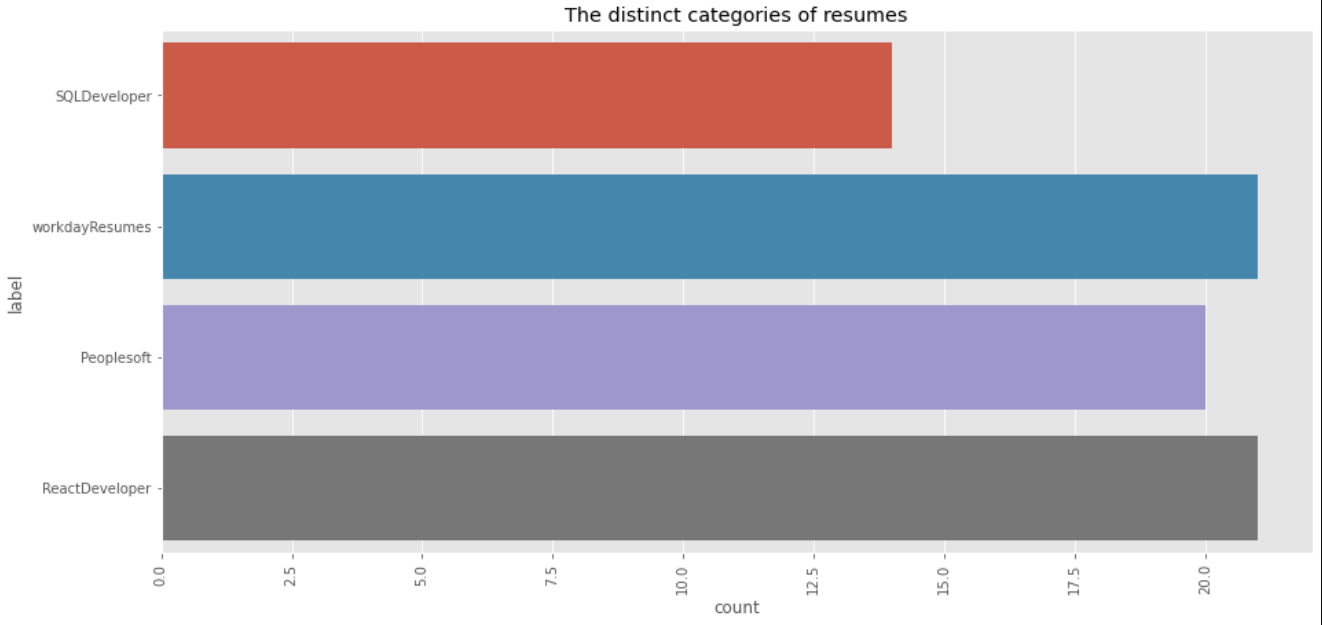 The distinct categories of resumes
SQLDeveloper
workdayResumes
Peoplesoft
ReactDeveloper
label
0.0
2.5
5.0
7.5
10.0
12.5
15.0
17.5
20.0
count